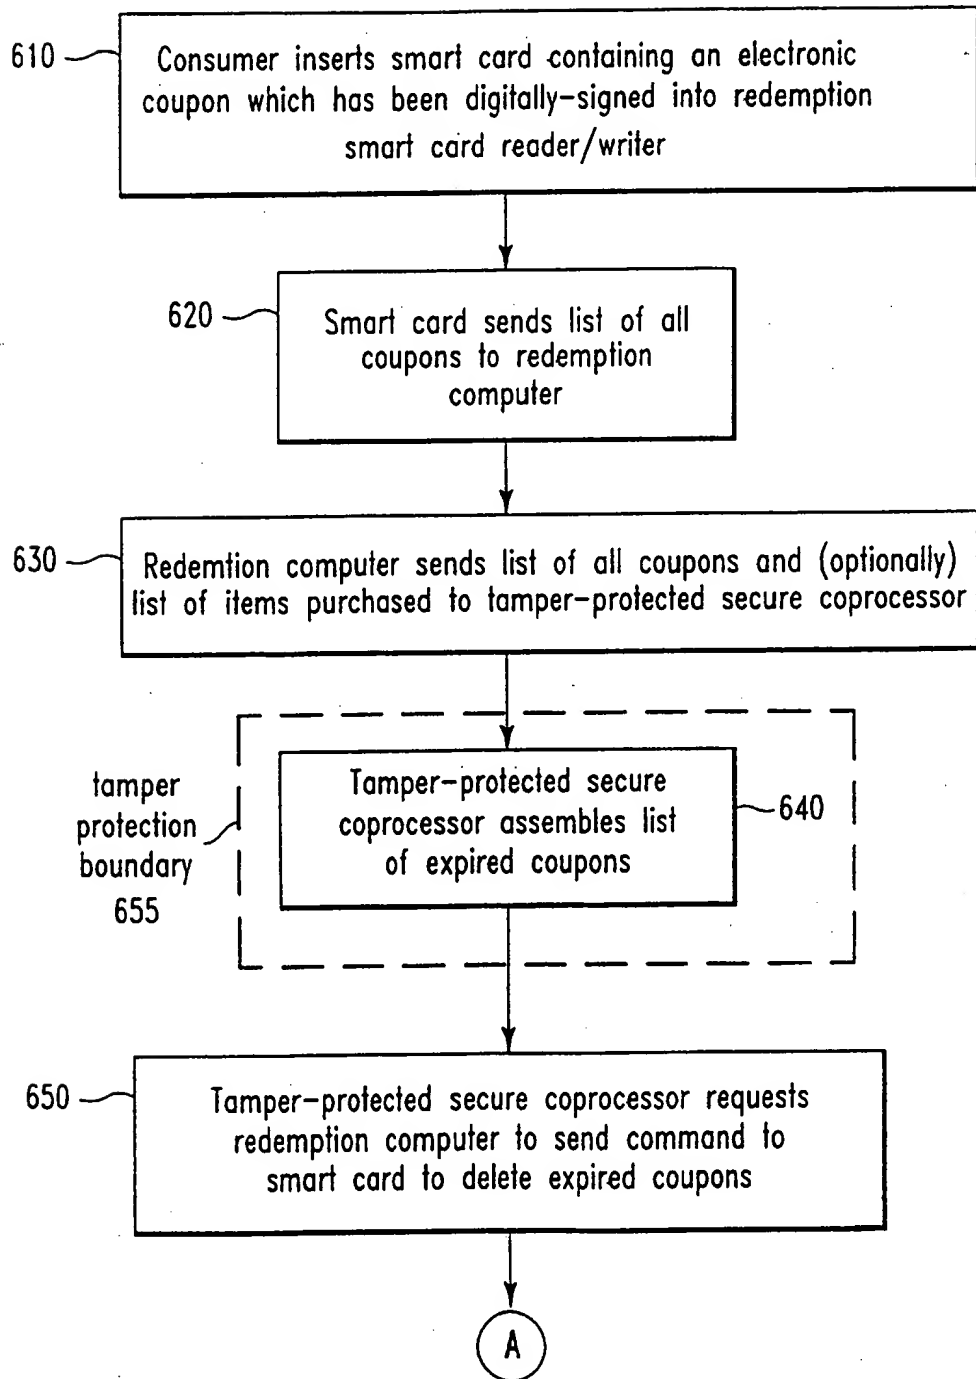 610
Consumer inserts smart card containing an electronic
coupon which has been digitally-signed into redemption
smart card reader/writer
620
Smart card sends list of all
coupons to redemption
computer
630
Redemtion computer sends list of all coupons and (optionally)
list of items purchased to tamper-protected secure coprocessor
tamper
protection
boundary
655
Tamper-protected secure
coprocessor assembles list
of expired coupons
640
650
Tamper-protected secure coprocessor requests
redemption computer to send command to
smart card to delete expired coupons
A